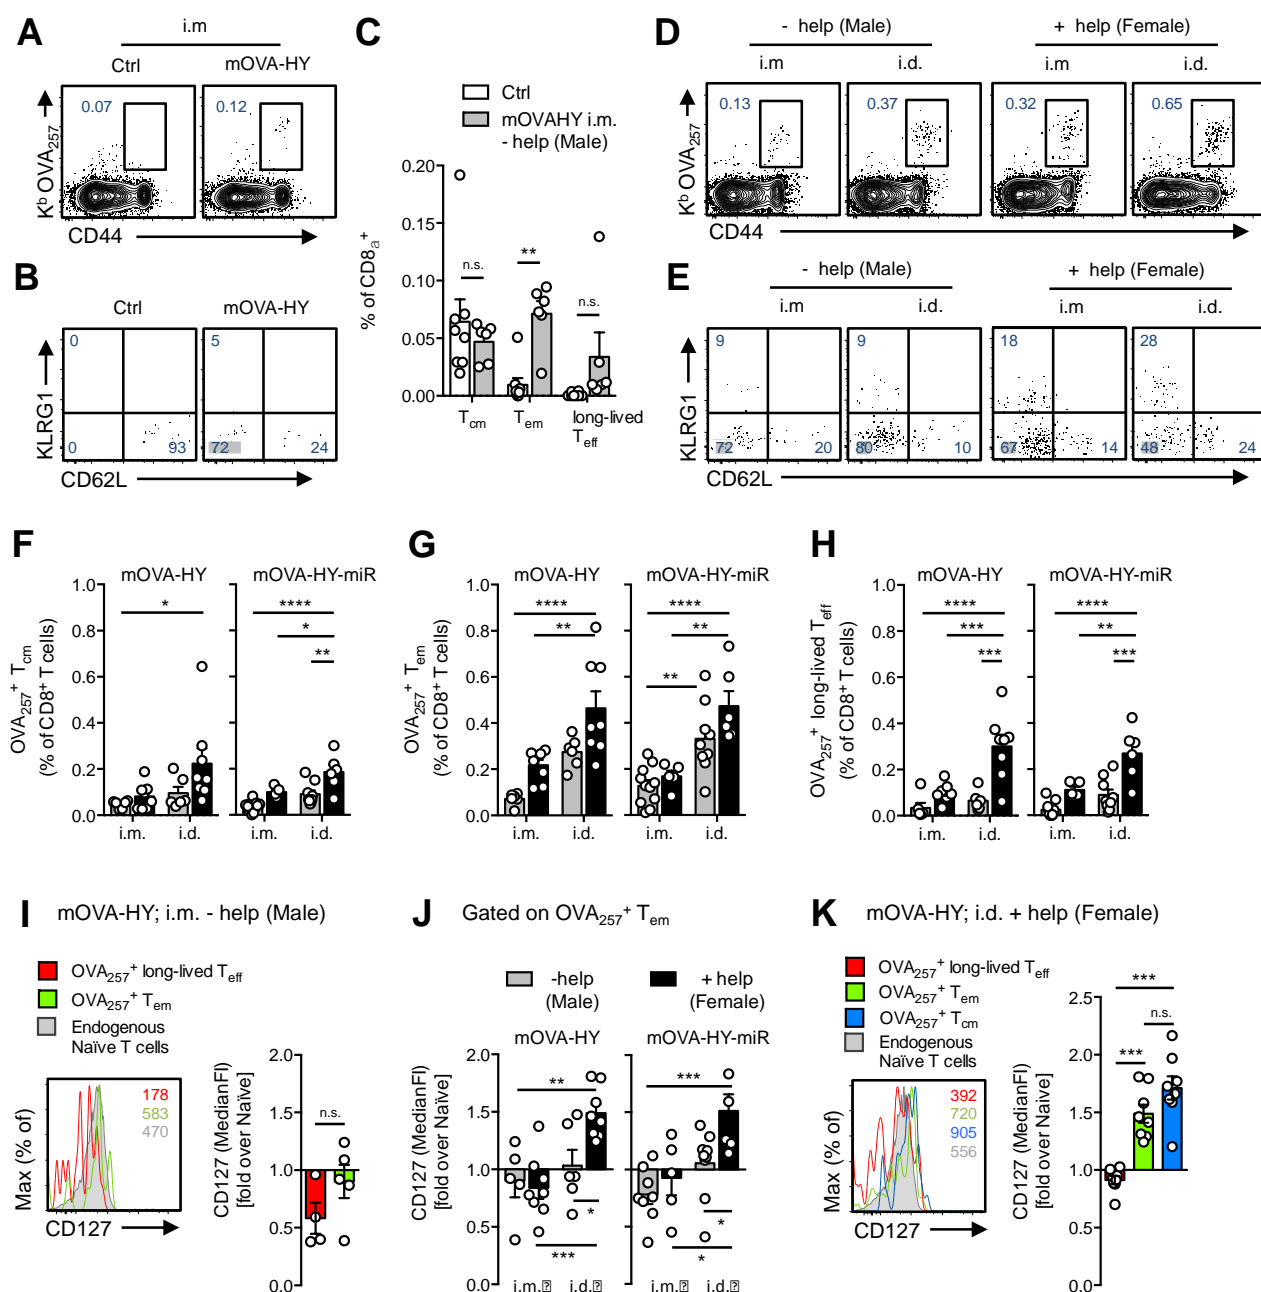 A
i.m
Ctrl
mOVA-HY
0.07
0.12
Kᵇ OVA₂₅₇
CD44
B
Ctrl
mOVA-HY
0
5
0
93
72
24
KLRG1
CD62L
C
Ctrl
mOVAHY i.m.
- help (Male)
0.20
0.15
0.10
0.05
0.00
% of CD8ₐ⁺
n.s.
**
n.s.
Tcm
Tem
long-lived
Teff
D
- help (Male)
+ help (Female)
i.m
i.d.
i.m
i.d.
0.13
0.37
0.32
0.65
Kᵇ OVA₂₅₇
CD44
E
- help (Male)
+ help (Female)
i.m
i.d.
i.m
i.d.
9
9
18
28
72
20
80
10
67
14
48
24
KLRG1
CD62L
F
mOVA-HY
mOVA-HY-miR
OVA₂₅₇⁺ Tcm
(% of CD8⁺ T cells)
1.0
0.8
0.6
0.4
0.2
0.0
*
****
*
**
i.m.
i.d.
i.m.
i.d.
G
mOVA-HY
mOVA-HY-miR
OVA₂₅₇⁺ Tem
(% of CD8⁺ T cells)
1.0
0.8
0.6
0.4
0.2
0.0
****
**
****
**
**
i.m.
i.d.
i.m.
i.d.
H
mOVA-HY
mOVA-HY-miR
OVA₂₅₇⁺ long-lived Teff
(% of CD8⁺ T cells)
1.0
0.8
0.6
0.4
0.2
0.0
****
***
***
****
**
***
i.m.
i.d.
i.m.
i.d.
I
mOVA-HY; i.m. - help (Male)
OVA₂₅₇⁺ long-lived Teff
OVA₂₅₇⁺ Tem
Endogenous
Naïve T cells
178
583
470
Max (% of)
CD127
CD127 (MedianFI)
[fold over Naïve]
2.0
1.5
1.0
0.5
0.0
n.s.
J
Gated on OVA₂₅₇⁺ Tem
-help
(Male)
+ help
(Female)
mOVA-HY
mOVA-HY-miR
CD127 (MedianFI)
[fold over Naïve]
2.0
1.5
1.0
0.5
0.0
**
*
***
***
*
*
i.m.
i.d.
i.m.
i.d.
K
mOVA-HY; i.d. + help (Female)
OVA₂₅₇⁺ long-lived Teff
OVA₂₅₇⁺ Tem
OVA₂₅₇⁺ Tcm
Endogenous
Naïve T cells
392
720
905
556
Max (% of)
CD127
CD127 (MedianFI)
[fold over Naïve]
2.5
2.0
1.5
1.0
0.5
0.0
***
n.s.
***